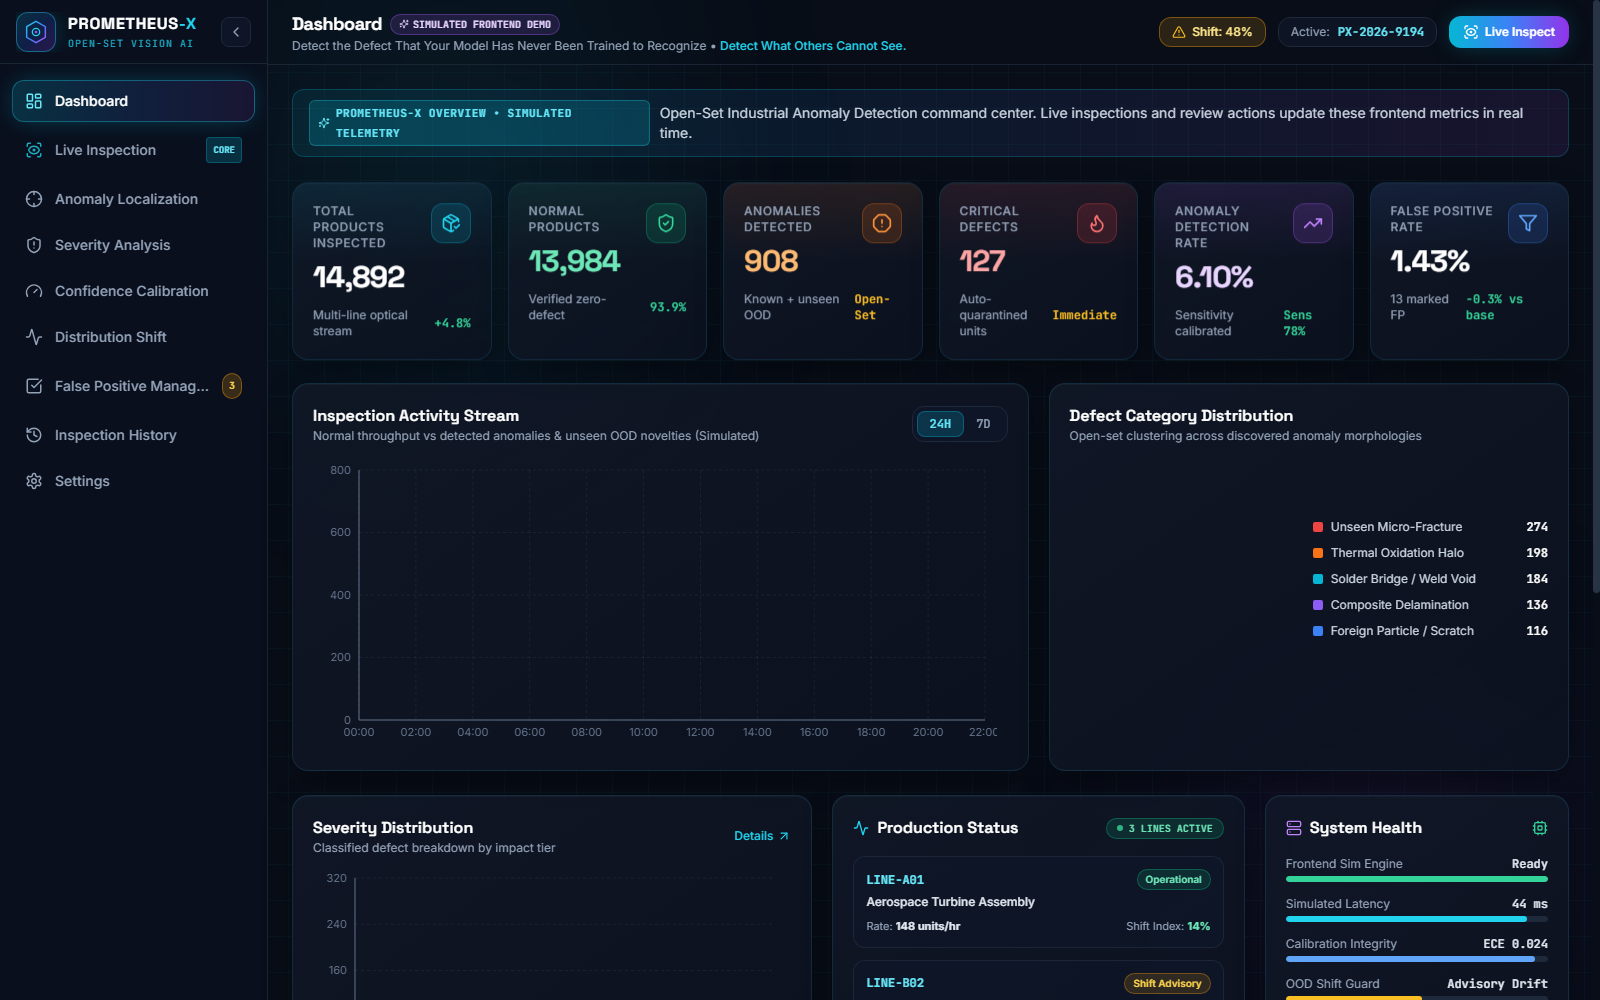 PROMETHEUS-X
OPEN-SET VISION AI
Dashboard
Live Inspection
CORE
Anomaly Localization
Severity Analysis
Confidence Calibration
Distribution Shift
False Positive Manag...
3
Inspection History
Settings
Dashboard
SIMULATED FRONTEND DEMO
Detect the Defect That Your Model Has Never Been Trained to Recognize • Detect What Others Cannot See.
Shift: 48%
Active: PX-2026-9194
Live Inspect
PROMETHEUS-X OVERVIEW • SIMULATED
TELEMETRY
Open-Set Industrial Anomaly Detection command center. Live inspections and review actions update these frontend metrics in real
time.
TOTAL
PRODUCTS
INSPECTED
14,892
Multi-line optical
stream
+4.8%
NORMAL
PRODUCTS
13,984
Verified zero-
defect
93.9%
ANOMALIES
DETECTED
908
Known + unseen
OOD
Open-
Set
CRITICAL
DEFECTS
127
Auto-
quarantined
units
Immediate
ANOMALY
DETECTION
RATE
6.10%
Sensitivity
calibrated
Sens
78%
FALSE POSITIVE
RATE
1.43%
13 marked
FP
-0.3% vs
base
Inspection Activity Stream
Normal throughput vs detected anomalies & unseen OOD novelties (Simulated)
24H
7D
800
600
400
200
0
00:00 02:00 04:00 06:00 08:00 10:00 12:00 14:00 16:00 18:00 20:00 22:00
Defect Category Distribution
Open-set clustering across discovered anomaly morphologies
Unseen Micro-Fracture 274
Thermal Oxidation Halo 198
Solder Bridge / Weld Void 184
Composite Delamination 136
Foreign Particle / Scratch 116
Severity Distribution
Classified defect breakdown by impact tier
Details
320
240
160
Production Status
3 LINES ACTIVE
LINE-A01
Operational
Aerospace Turbine Assembly
Rate: 148 units/hr
Shift Index: 14%
LINE-B02
Shift Advisory
System Health
Frontend Sim Engine Ready
Simulated Latency 44 ms
Calibration Integrity ECE 0.024
OOD Shift Guard Advisory Drift